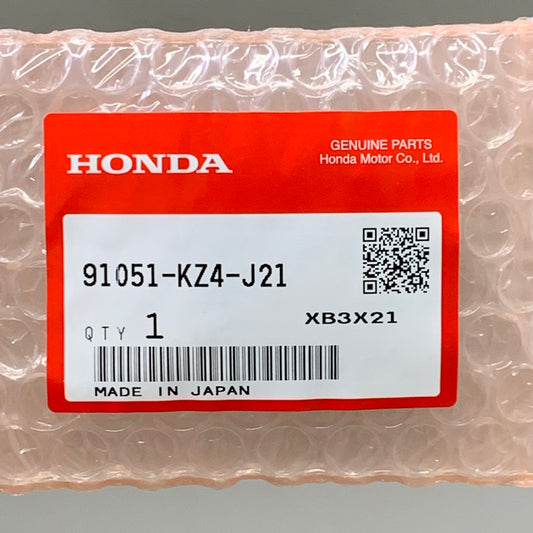 HONDA
GENUINE PARTS
Honda Motor Co., Ltd.
91051-KZ4-J21
QTY 1
XB3X21
MADE IN JAPAN